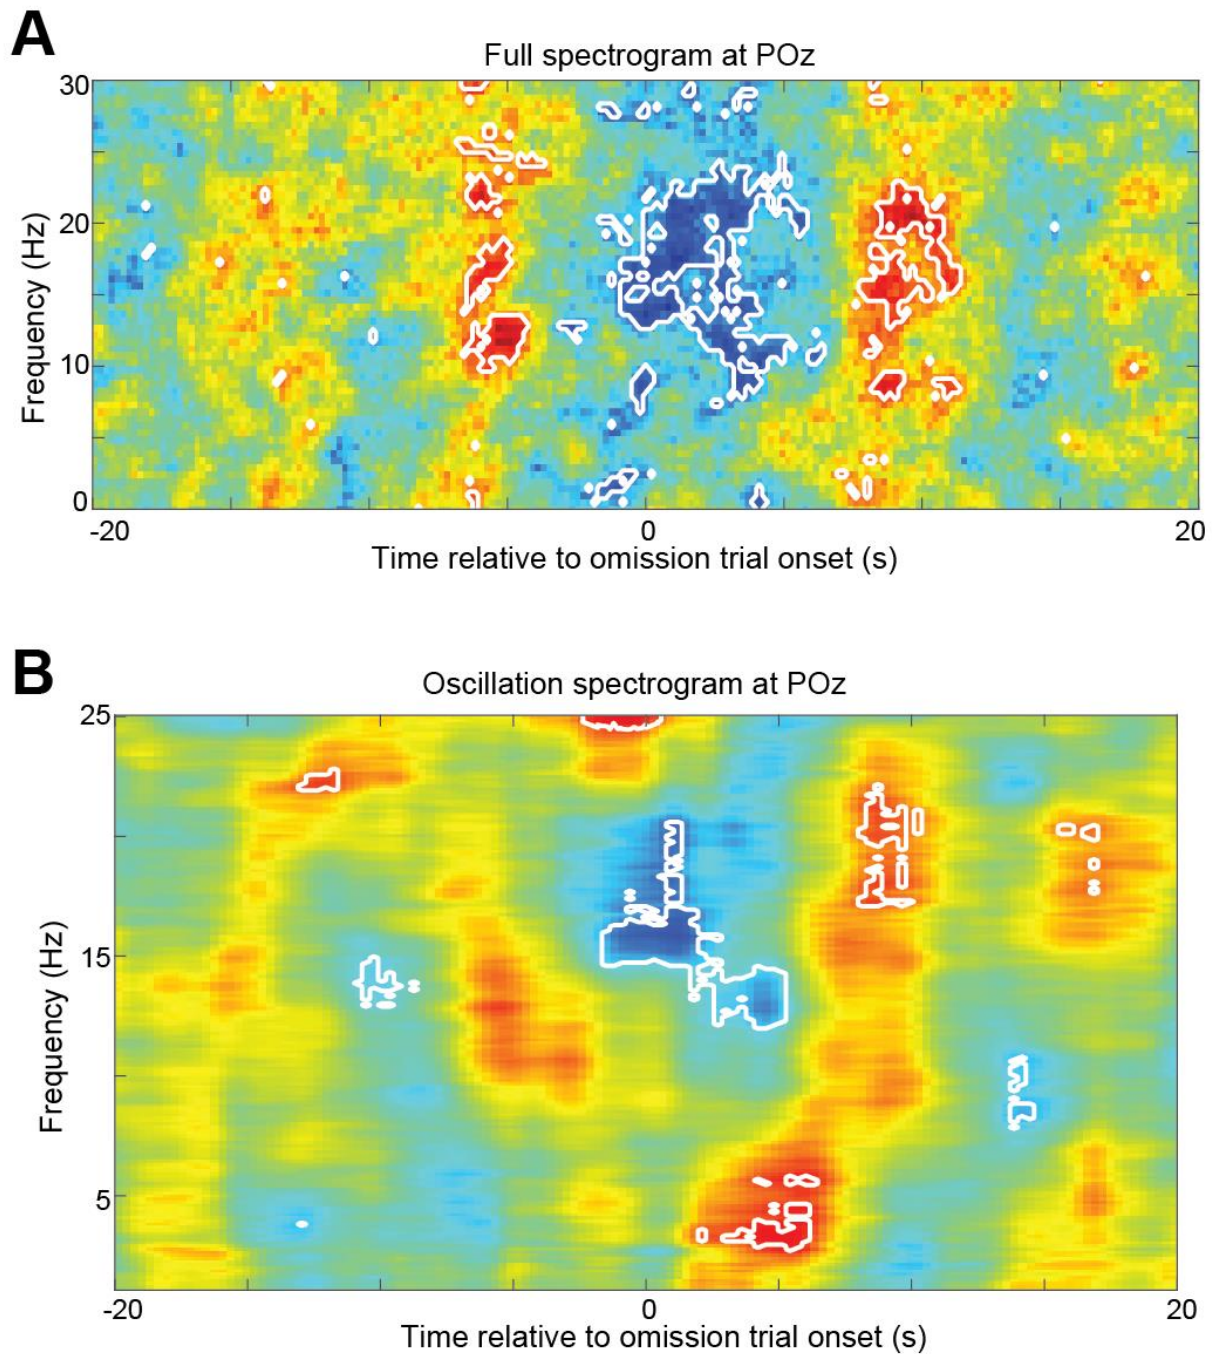 A
Full spectrogram at POz
30
20
10
0
Frequency (Hz)
-20
0
20
Time relative to omission trial onset (s)
B
Oscillation spectrogram at POz
25
15
5
Frequency (Hz)
-20
0
20
Time relative to omission trial onset (s)